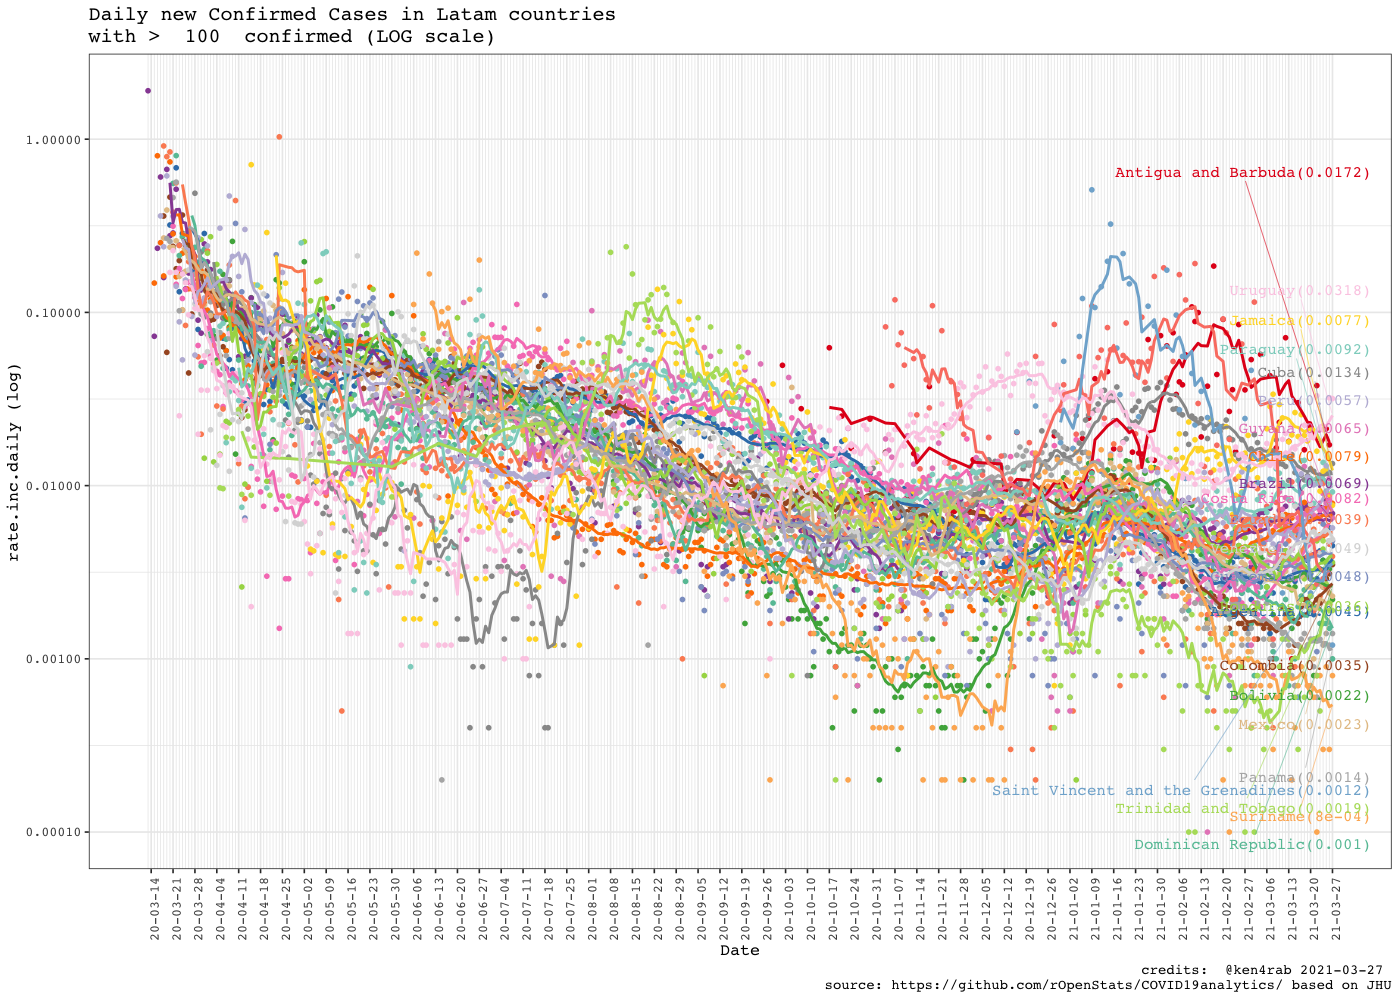 Daily new Confirmed Cases in Latam countries
with >  100  confirmed (LOG scale)
rate.inc.daily (log)
1.00000
0.10000
0.01000
0.00100
0.00010
Antigua and Barbuda(0.0172)
Uruguay(0.0318)
Jamaica(0.0077)
Paraguay(0.0092)
Cuba(0.0134)
Peru(0.0057)
Guyana(0.0065)
Brazil(0.0069)
Costa Rica(0.0082)
Argentina(0.0045)
Colombia(0.0035)
Bolivia(0.0022)
Mexico(0.0023)
Panama(0.0014)
Saint Vincent and the Grenadines(0.0012)
Trinidad and Tobago(0.0019)
Suriname(8e-04)
Dominican Republic(0.001)
20-03-14
20-03-21
20-03-28
20-04-04
20-04-11
20-04-18
20-04-25
20-05-02
20-05-09
20-05-16
20-05-23
20-05-30
20-06-06
20-06-13
20-06-20
20-06-27
20-07-04
20-07-11
20-07-18
20-07-25
20-08-01
20-08-08
20-08-15
20-08-22
20-08-29
20-09-05
20-09-12
20-09-19
20-09-26
20-10-03
20-10-10
20-10-17
20-10-24
20-10-31
20-11-07
20-11-14
20-11-21
20-11-28
20-12-05
20-12-12
20-12-19
20-12-26
21-01-02
21-01-09
21-01-16
21-01-23
21-01-30
21-02-06
21-02-13
21-02-20
21-02-27
21-03-06
21-03-13
21-03-20
21-03-27
Date
credits:  @ken4rab 2021-03-27
source: https://github.com/rOpenStats/COVID19analytics/ based on JHU